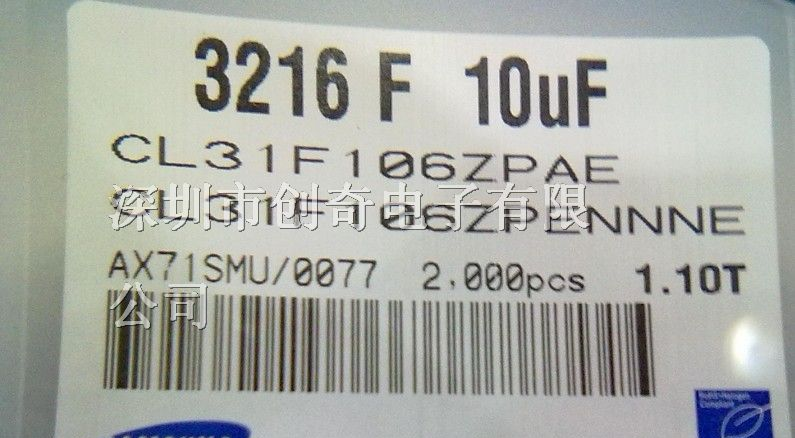 3216 F 10uF
CL31F106ZPAE
深圳市创奇电子有限
CL31F106ZPENNNE
AX71SMU/0077 2,000pcs 1.10T
公司